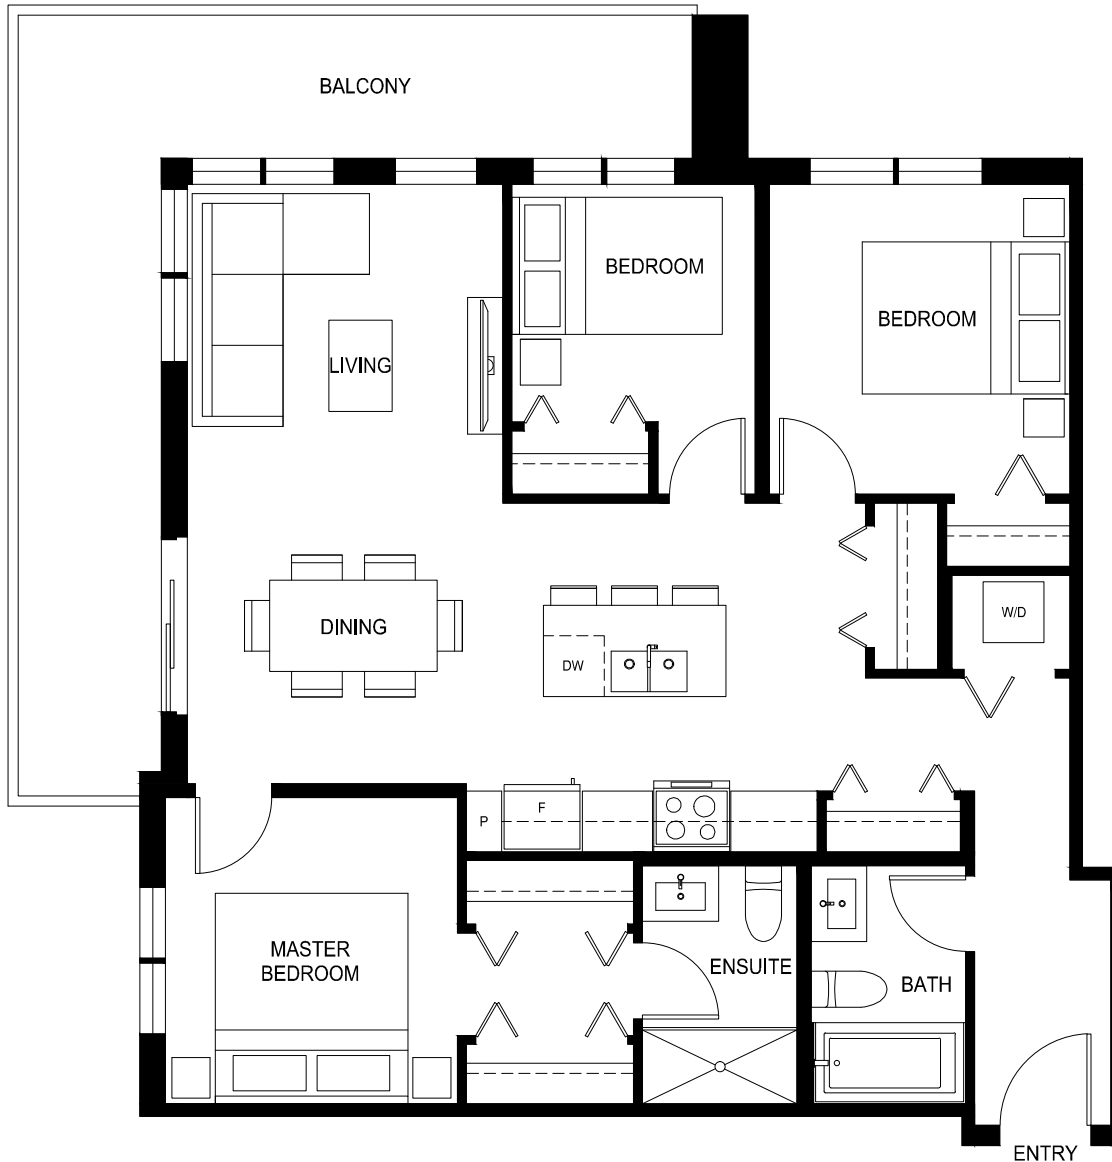 BALCONY
BEDROOM
BEDROOM
LIVING
W/D
DINING
DW
P
F
MASTER
BEDROOM
ENSUITE
BATH
ENTRY